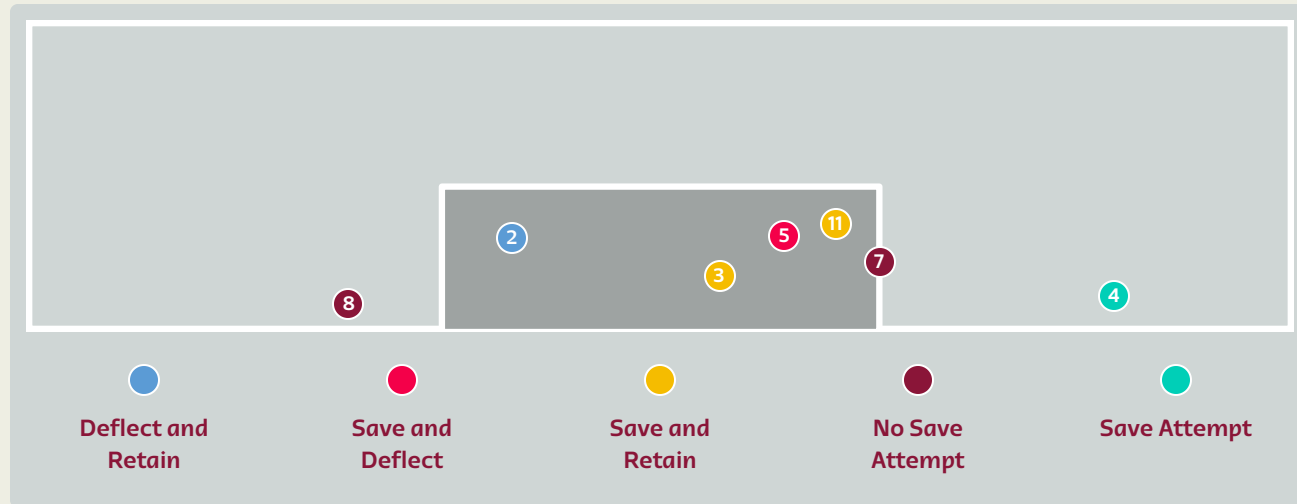 11
2
5
7
3
4
8
Deflect and
Retain
Save and
Deflect
Save and
Retain
No Save
Attempt
Save Attempt